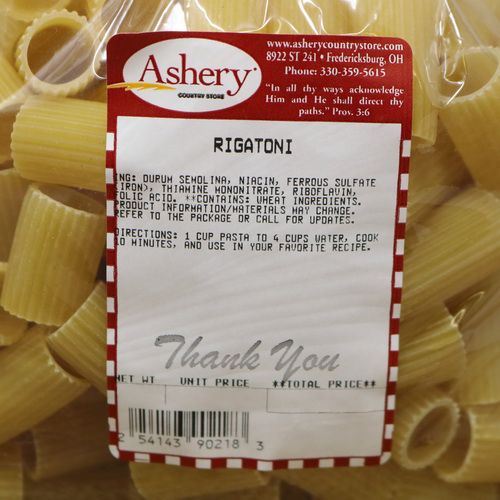 Ashery
COUNTRY STORE
www.asherycountrystore.com
8922 ST 241 • Fredericksburg, OH
Phone: 330-359-5615
"In all thy ways acknowledge
Him and He shall direct thy
paths." Prov. 3:6
RIGATONI
ING: DURUM SEMOLINA, NIACIN, FERROUS SULFATE
(IRON), THIAMINE MONONITRATE, RIBOFLAVIN,
FOLIC ACID. **CONTAINS: WHEAT INGREDIENTS.
PRODUCT INFORMATION/MATERIALS MAY CHANGE.
REFER TO THE PACKAGE OR CALL FOR UPDATES.
DIRECTIONS: 1 CUP PASTA TO 4 CUPS WATER, COOK
10 MINUTES, AND USE IN YOUR FAVORITE RECIPE.
Thank You
NET WT UNIT PRICE **TOTAL PRICE**
2 54143 90218 3